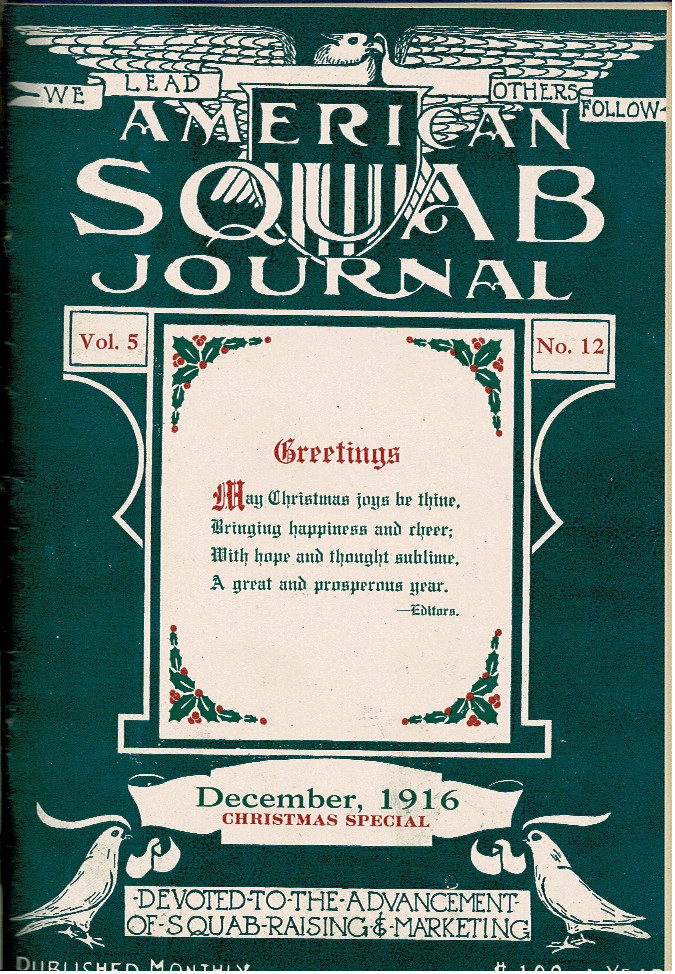 WE LEAD OTHERS FOLLOW
AMERICAN
SQUAB
JOURNAL
Vol. 5
No. 12
Greetings
May Christmas joys be thine,
Bringing happiness and cheer;
With hope and thought sublime,
A great and prosperous year.
—Editors.
December, 1916
CHRISTMAS SPECIAL
·DEVOTED·TO·THE·ADVANCEMENT·
OF·SQUAB·RAISING·&·MARKETING
PUBLISHED MONTHLY